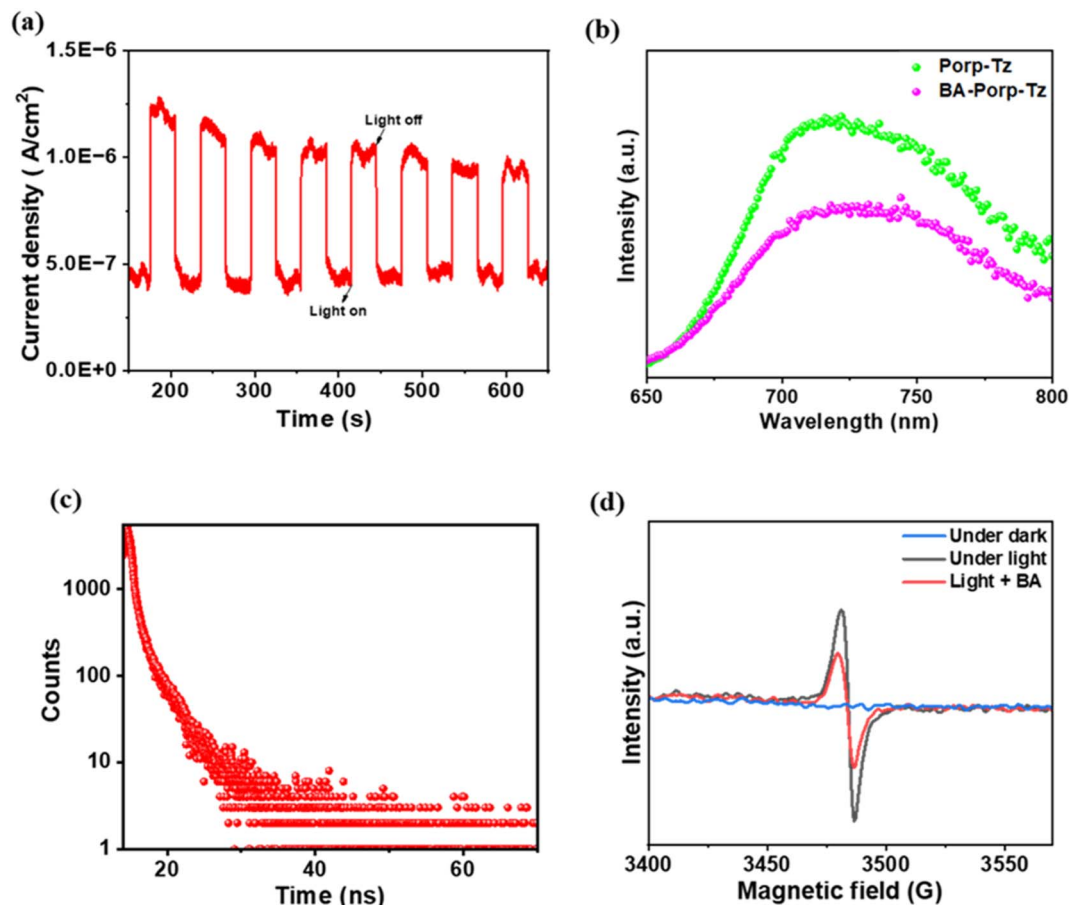 (a)
1.5E−6
1.0E−6
5.0E−7
0.0E+0
Current density ( A/cm²)
Light off
Light on
200 300 400 500 600
Time (s)
(b)
Porp-Tz
BA-Porp-Tz
Intensity (a.u.)
650 700 750 800
Wavelength (nm)
(c)
1000
100
10
1
Counts
20 40 60
Time (ns)
(d)
Under dark
Under light
Light + BA
Intensity (a.u.)
3400 3450 3500 3550
Magnetic field (G)